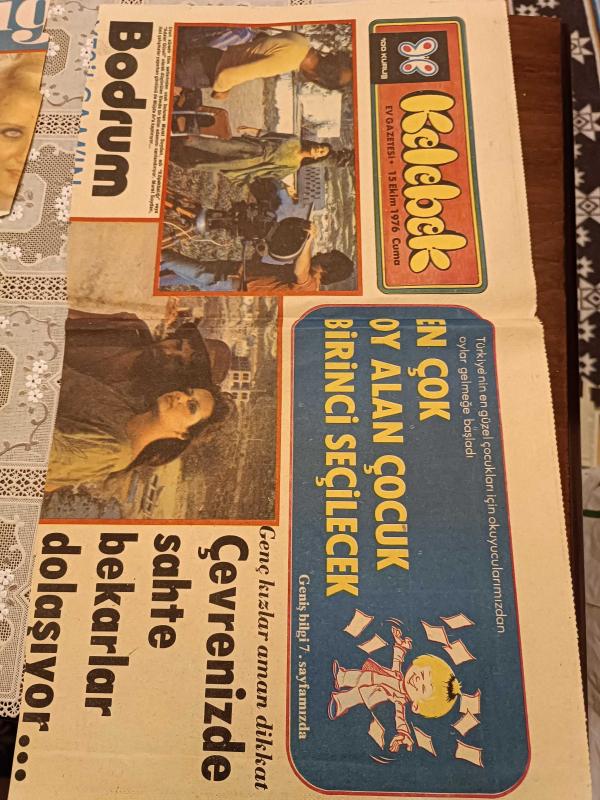 100 KURUŞ
Kelebek
EV GAZETESİ • 15 Ekim 1976 Cuma
Türkiye'nin en güzel çocukları için okuyucularımızdan
oylar gelmeğe başladı
EN ÇOK
OY ALAN ÇOCUK
BİRİNCİ SEÇİLECEK
Geniş bilgi 7. sayfamızda
Bodrum
Genç kızlar aman dikkat
Çevrenizde
sahte
bekarlar
dolaşıyor...